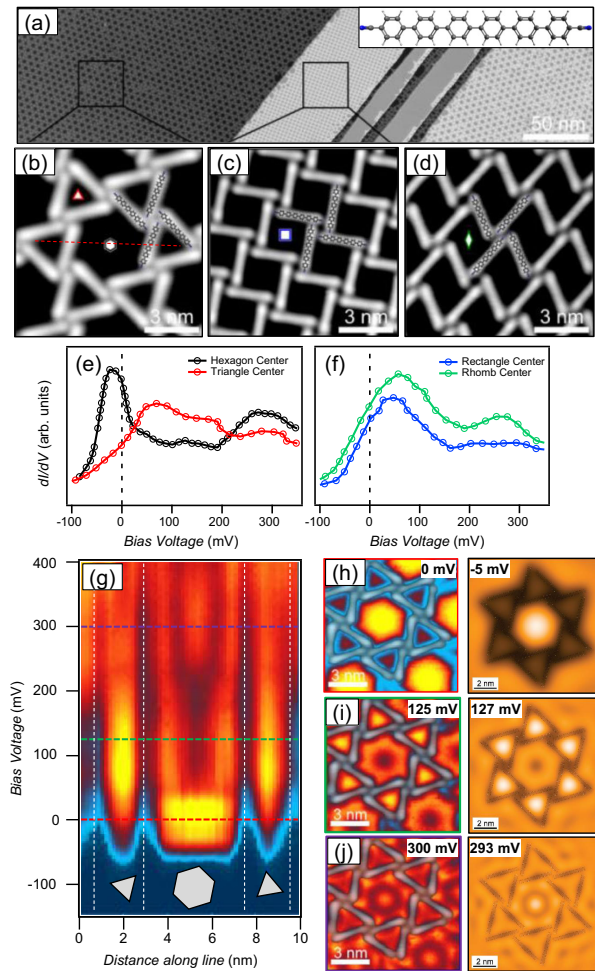 (a)
50 nm
(b)
(c)
(d)
3 nm
3 nm
3 nm
(e)
Hexagon Center
Triangle Center
dI/dV (arb. units)
-100
0
100
200
300
Bias Voltage (mV)
(f)
Rectangle Center
Rhomb Center
-100
0
100
200
300
Bias Voltage (mV)
(g)
400
300
200
100
0
-100
Bias Voltage (mV)
0
2
4
6
8
10
Distance along line (nm)
(h)
0 mV
3 nm
-5 mV
2 nm
(i)
125 mV
3 nm
127 mV
2 nm
(j)
300 mV
3 nm
293 mV
2 nm